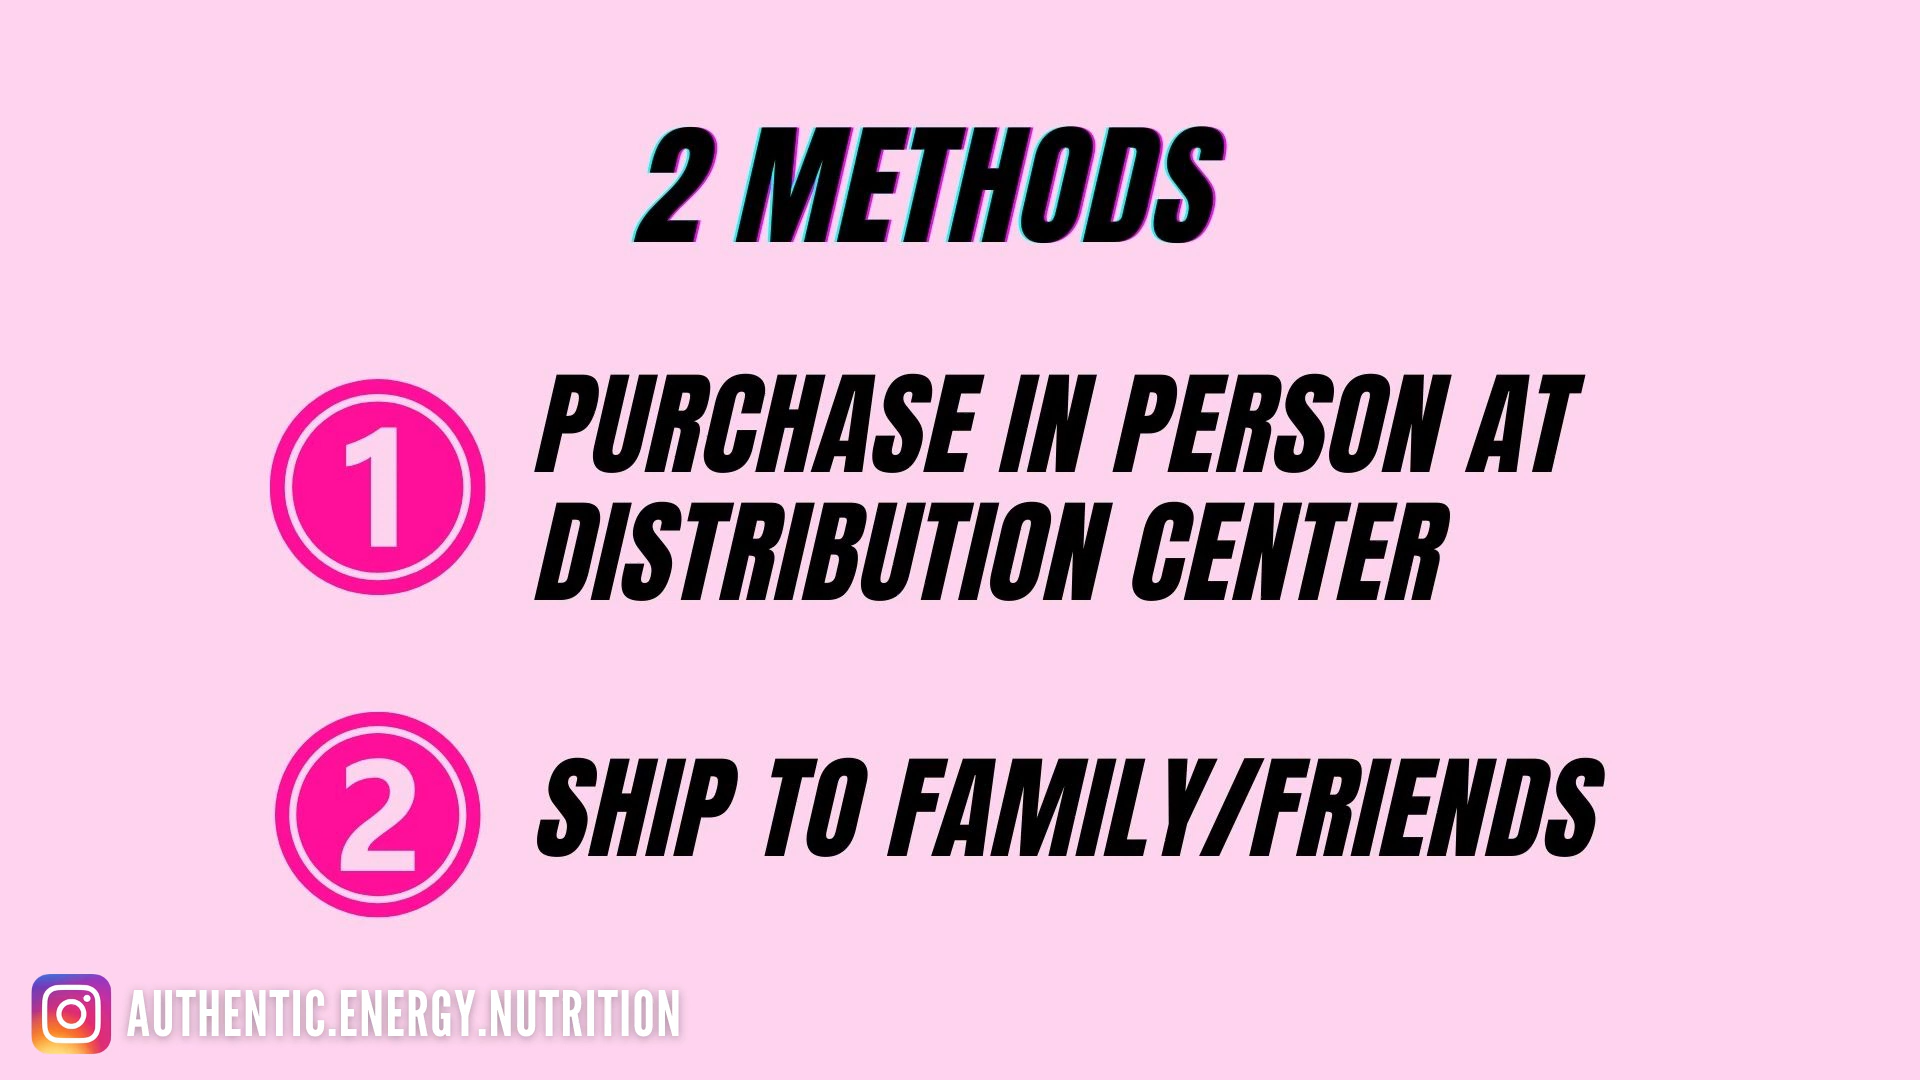 2 METHODS
1
PURCHASE IN PERSON AT
DISTRIBUTION CENTER
2
SHIP TO FAMILY/FRIENDS
AUTHENTIC.ENERGY.NUTRITION